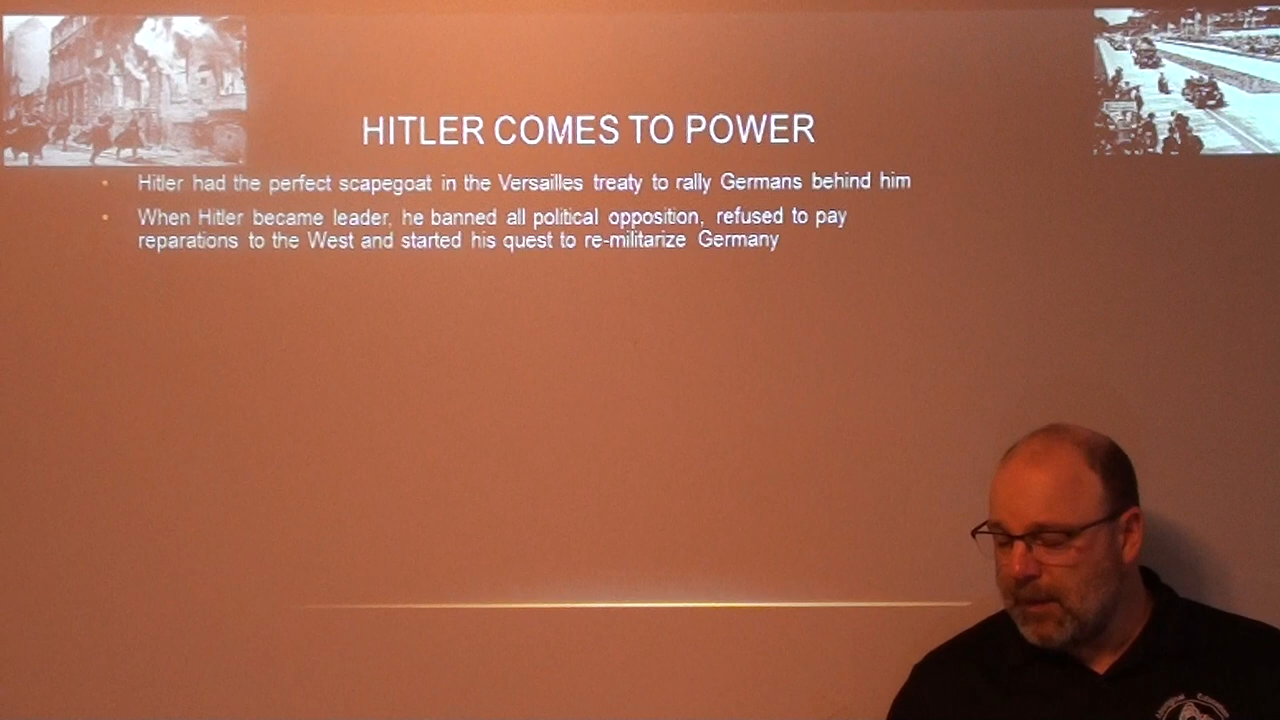 HITLER COMES TO POWER
• Hitler had the perfect scapegoat in the Versailles treaty to rally Germans behind him
• When Hitler became leader, he banned all political opposition, refused to pay
reparations to the West and started his quest to re-militarize Germany